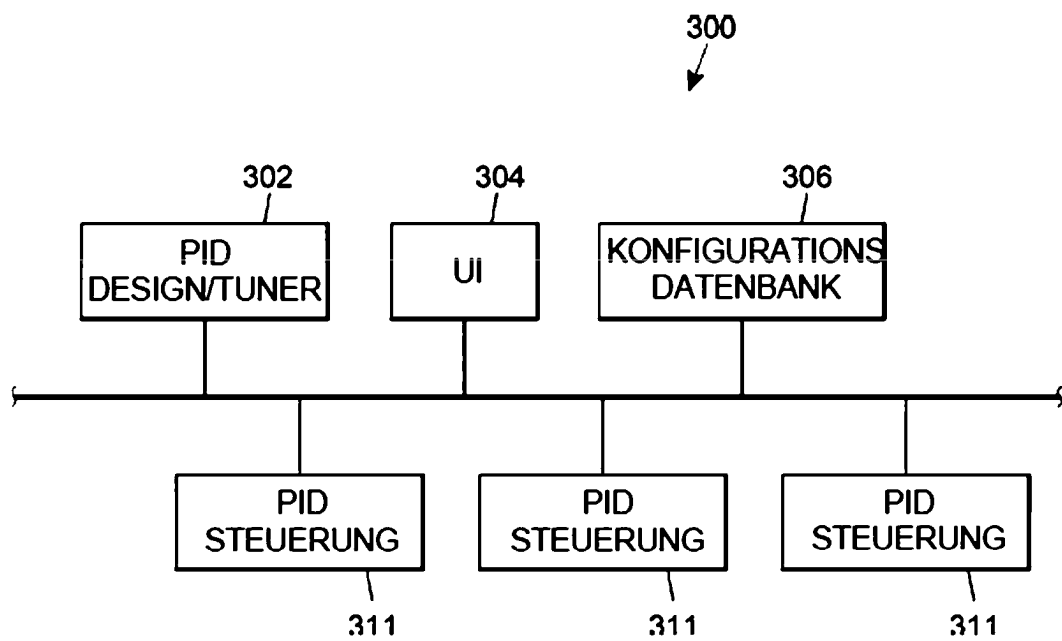 300
302
304
306
PID
DESIGN/TUNER
UI
KONFIGURATIONS
DATENBANK
PID
STEUERUNG
PID
STEUERUNG
PID
STEUERUNG
311
311
311